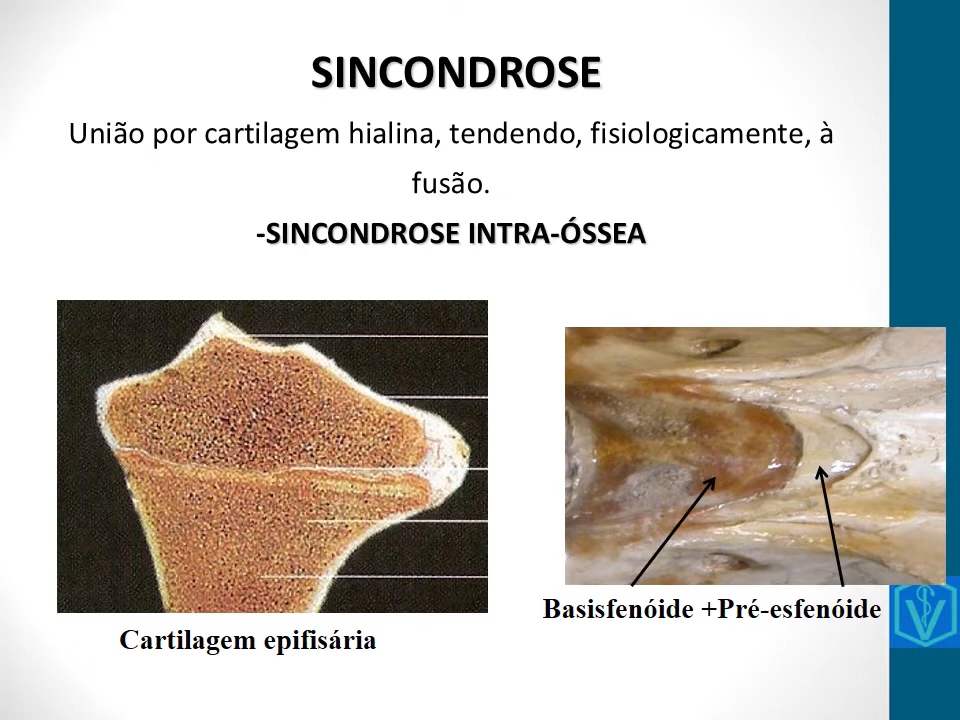 SINCONDROSE
União por cartilagem hialina, tendendo, fisiologicamente, à
fusão.
-SINCONDROSE INTRA-ÓSSEA
Basisfenóide +Pré-esfenóide
Cartilagem epifisária